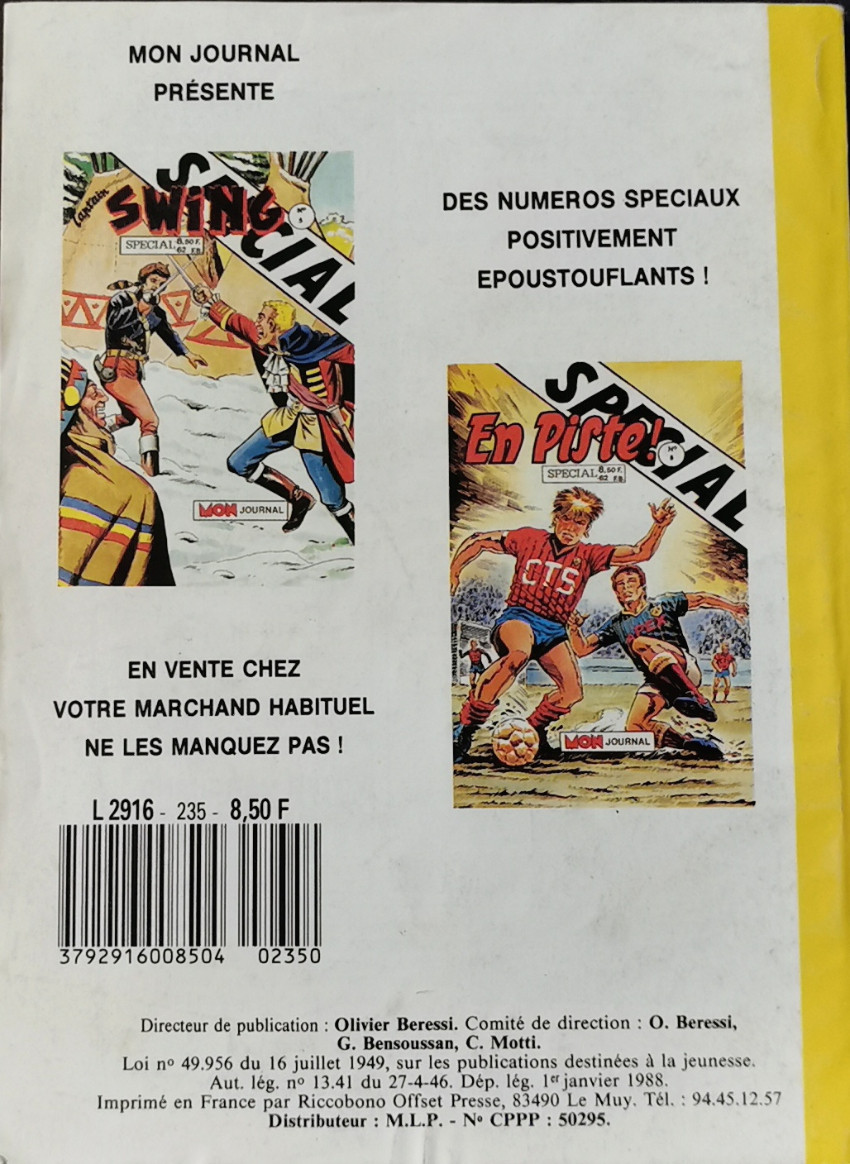 MON JOURNAL
PRÉSENTE
Captain
SWING
SPECIAL
N°
SPECIAL 8,50 F.
62 F.B
MON JOURNAL
DES NUMEROS SPECIAUX
POSITIVEMENT
EPOUSTOUFLANTS !
SPECIAL
En Piste!
N°
SPECIAL 8,50 F.
62 F.B
CTS
MON JOURNAL
EN VENTE CHEZ
VOTRE MARCHAND HABITUEL
NE LES MANQUEZ PAS !
L 2916 - 235 - 8,50 F
3792916008504 02350
Directeur de publication : Olivier Beressi. Comité de direction : O. Beressi,
G. Bensoussan, C. Motti.
Loi nº 49.956 du 16 juillet 1949, sur les publications destinées à la jeunesse.
Aut. lég. nº 13.41 du 27-4-46. Dép. lég. 1er janvier 1988.
Imprimé en France par Riccobono Offset Presse, 83490 Le Muy. Tél. : 94.45.12.57
Distributeur : M.L.P. - Nº CPPP : 50295.